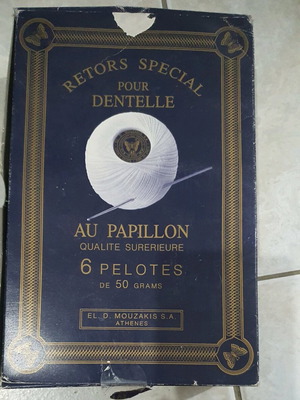 RETORS SPECIAL
POUR
DENTELLE
AU PAPILLON
QUALITE SURERIEURE
6 PELOTES
DE 50 GRAMS
EL. D. MOUZAKIS S.A.
ATHENES